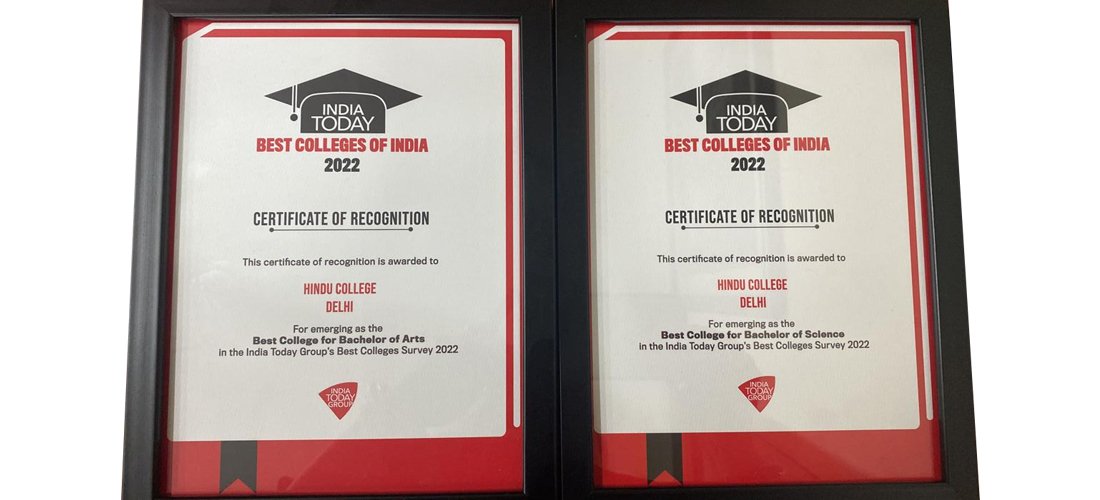 INDIA
TODAY
BEST COLLEGES OF INDIA
2022
CERTIFICATE OF RECOGNITION
This certificate of recognition is awarded to
HINDU COLLEGE
DELHI
For emerging as the
Best College for Bachelor of Arts
in the India Today Group's Best Colleges Survey 2022
INDIA
TODAY
GROUP
INDIA
TODAY
BEST COLLEGES OF INDIA
2022
CERTIFICATE OF RECOGNITION
This certificate of recognition is awarded to
HINDU COLLEGE
DELHI
For emerging as the
Best College for Bachelor of Science
in the India Today Group's Best Colleges Survey 2022
INDIA
TODAY
GROUP